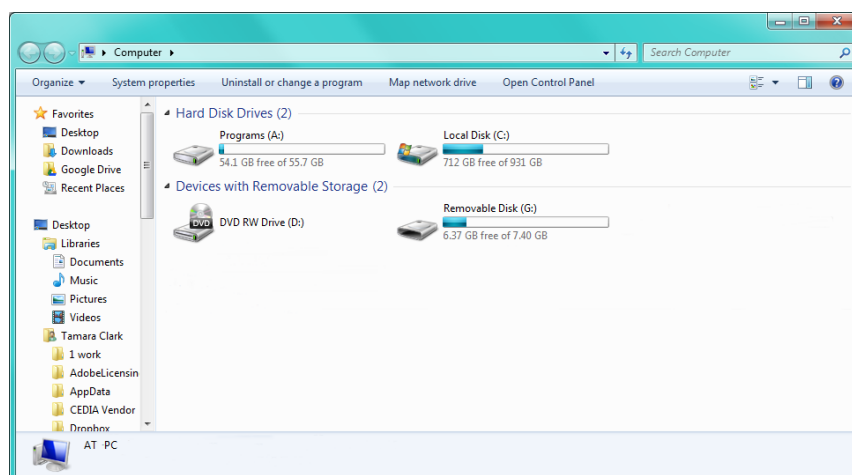 Computer
Search Computer
Organize
System properties
Uninstall or change a program
Map network drive
Open Control Panel
Favorites
Desktop
Downloads
Google Drive
Recent Places
Desktop
Libraries
Documents
Music
Pictures
Videos
Tamara Clark
1 work
AdobeLicensin
AppData
CEDIA Vendor
Dropbox
Hard Disk Drives (2)
Programs (A:)
54.1 GB free of 55.7 GB
Local Disk (C:)
712 GB free of 931 GB
Devices with Removable Storage (2)
DVD
DVD RW Drive (D:)
Removable Disk (G:)
6.37 GB free of 7.40 GB
AT -PC